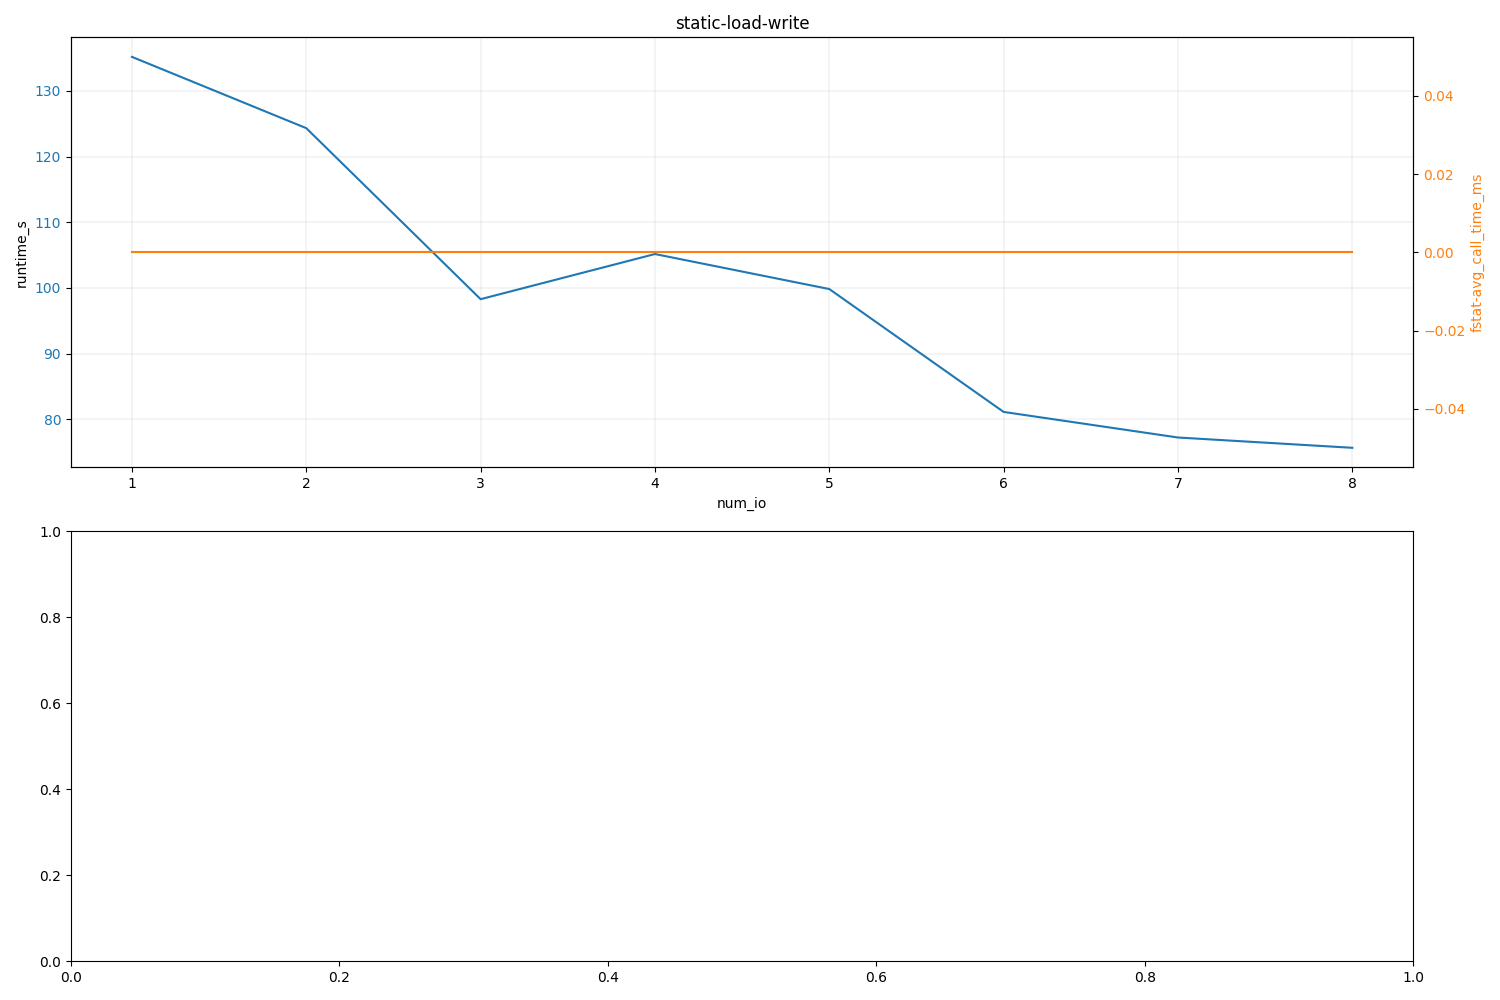 static-load-write
130
120
110
100
90
80
runtime_s
0.04
0.02
0.00
−0.02
−0.04
fstat-avg_call_time_ms
1 2 3 4 5 6 7 8
num_io
1.0
0.8
0.6
0.4
0.2
0.0
0.0 0.2 0.4 0.6 0.8 1.0